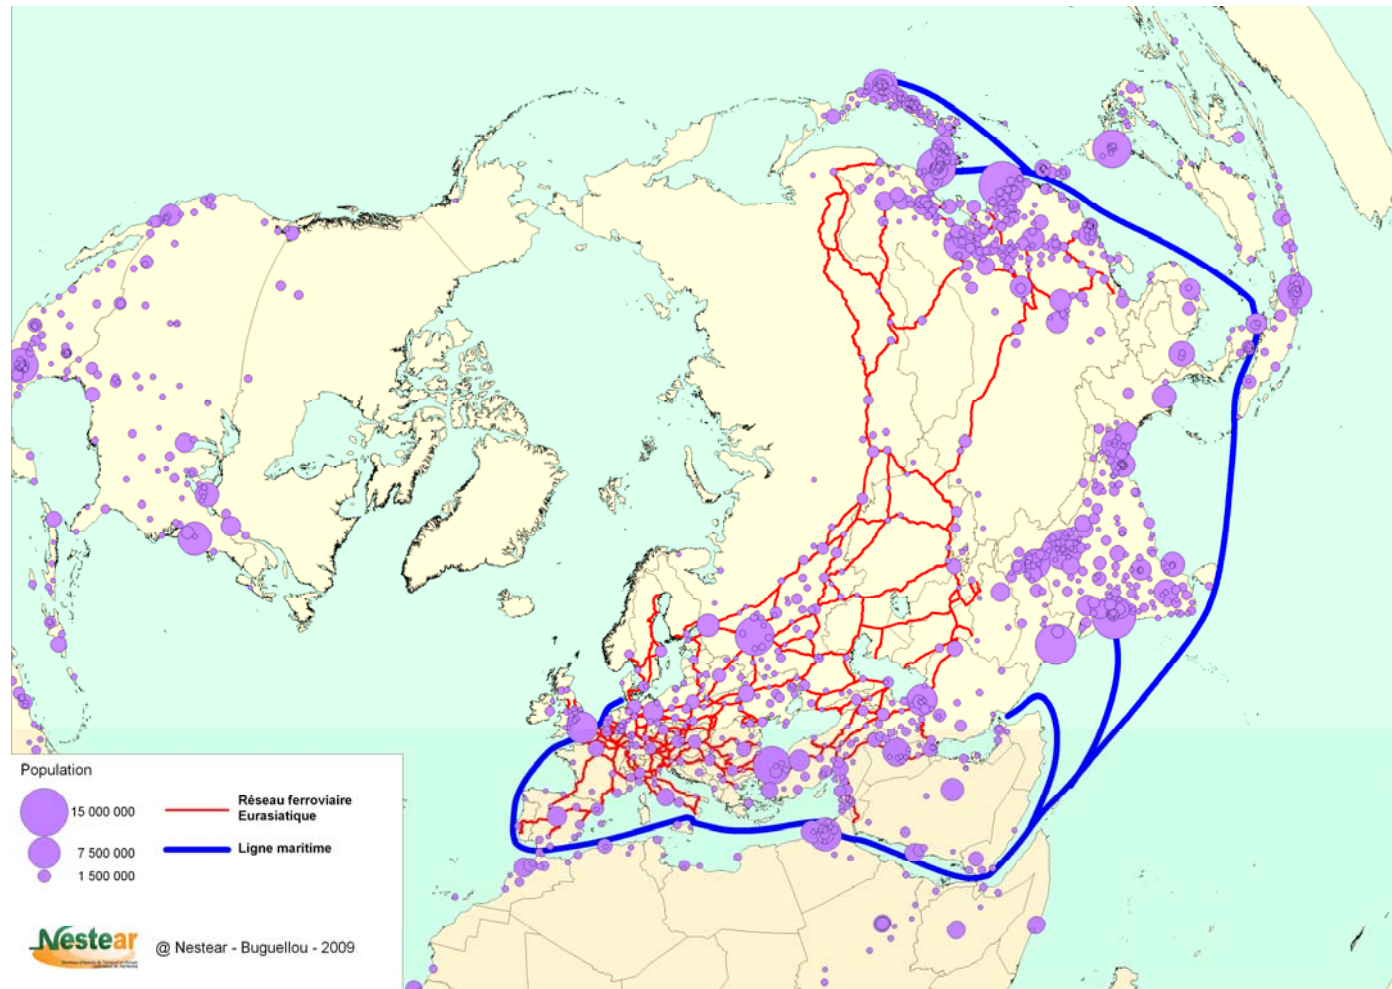 Population
15 000 000
7 500 000
1 500 000
Réseau ferroviaire
Eurasiatique
Ligne maritime
Nestear
@ Nestear - Buguellou - 2009